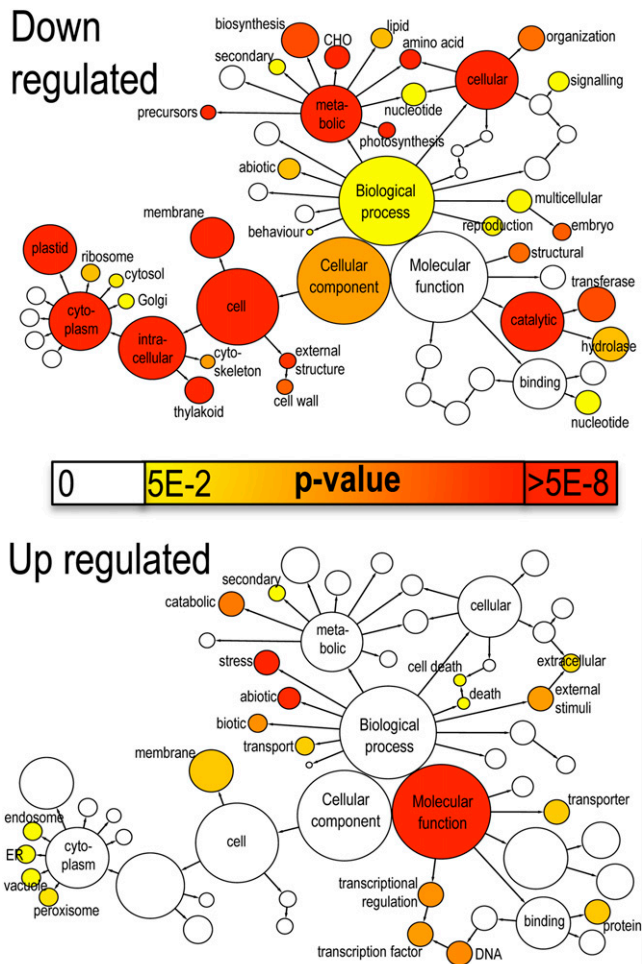 Down
regulated
biosynthesis
lipid
CHO
amino acid
organization
secondary
cellular
signalling
meta-
bolic
nucleotide
precursors
photosynthesis
abiotic
Biological
process
multicellular
membrane
behaviour
reproduction
embryo
plastid
ribosome
cytosol
Golgi
Cellular
component
Molecular
function
structural
transferase
cyto-
plasm
cell
catalytic
intra-
cellular
cyto-
skeleton
external
structure
hydrolase
thylakoid
cell wall
binding
nucleotide
0
5E-2
p-value
>5E-8
Up regulated
secondary
catabolic
meta-
bolic
cellular
stress
cell death
extracellular
abiotic
death
external
stimuli
biotic
Biological
process
transport
membrane
endosome
cyto-
plasm
cell
Cellular
component
Molecular
function
transporter
ER
vacuole
peroxisome
transcriptional
regulation
binding
protein
transcription factor
DNA